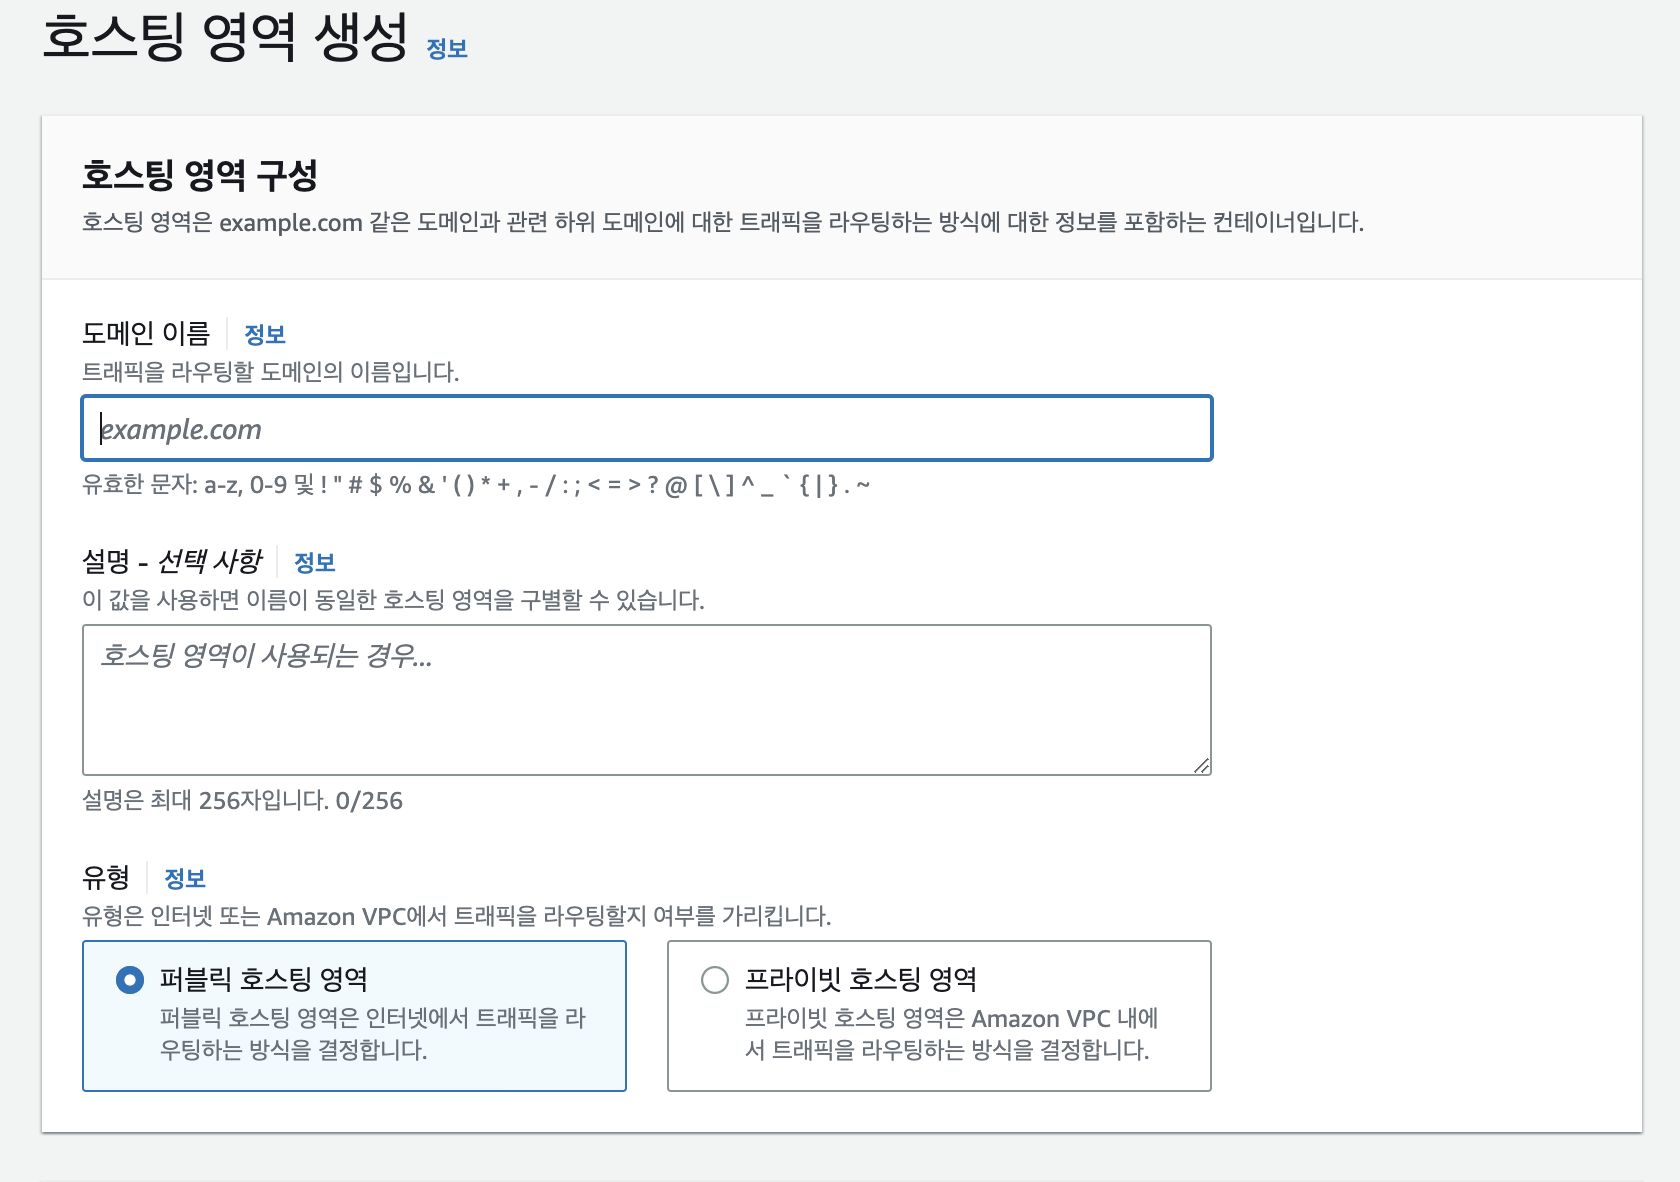 호스팅 영역 생성 정보
호스팅 영역 구성
호스팅 영역은 example.com 같은 도메인과 관련 하위 도메인에 대한 트래픽을 라우팅하는 방식에 대한 정보를 포함하는 컨테이너입니다.
도메인 이름 정보
트래픽을 라우팅할 도메인의 이름입니다.
example.com
유효한 문자: a-z, 0-9 및 ! " # $ % & ' ( ) * + , - / : ; < = > ? @ [ \ ] ^ _ ` { | } . ~
설명 - 선택 사항 정보
이 값을 사용하면 이름이 동일한 호스팅 영역을 구별할 수 있습니다.
호스팅 영역이 사용되는 경우...
설명은 최대 256자입니다. 0/256
유형 정보
유형은 인터넷 또는 Amazon VPC에서 트래픽을 라우팅할지 여부를 가리킵니다.
퍼블릭 호스팅 영역
퍼블릭 호스팅 영역은 인터넷에서 트래픽을 라
우팅하는 방식을 결정합니다.
프라이빗 호스팅 영역
프라이빗 호스팅 영역은 Amazon VPC 내에
서 트래픽을 라우팅하는 방식을 결정합니다.